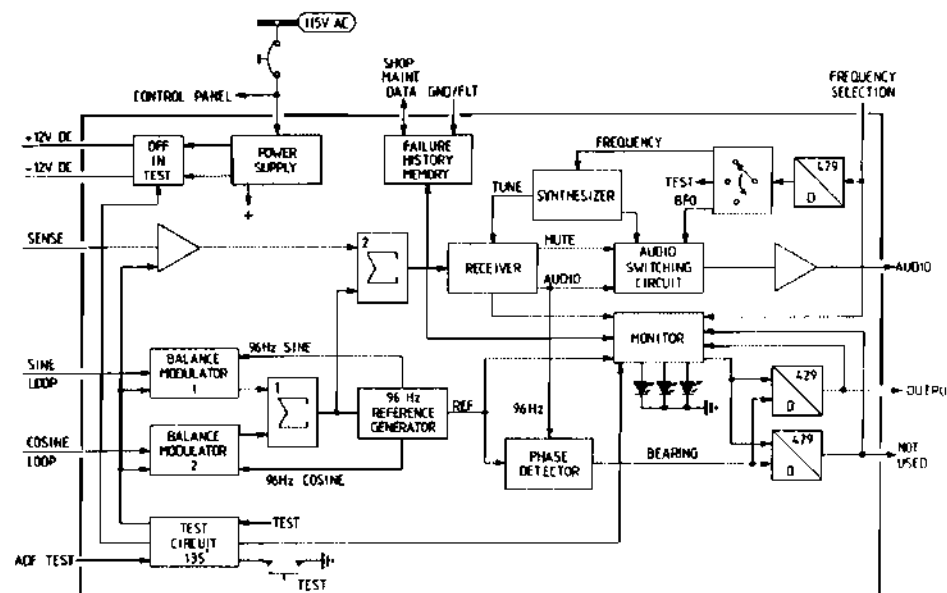 115V AC
CONTROL PANEL
SHOP
MAINT
DATA
GND/FLT
FREQUENCY
SELECTION
+12V DC
-12V DC
OFF
IN
TEST
POWER
SUPPLY
+
FAILURE
HISTORY
MEMORY
FREQUENCY
SYNTHESIZER
TUNE
TEST
BFO
429
D
SENSE
2
Σ
RECEIVER
MUTE
AUDIO
AUDIO
SWITCHING
CIRCUIT
AUDIO
MONITOR
SINE
LOOP
BALANCE
MODULATOR
1
96Hz SINE
1
Σ
96 Hz
REFERENCE
GENERATOR
REF
96Hz
429
D
COSINE
LOOP
BALANCE
MODULATOR
2
96Hz COSINE
PHASE
DETECTOR
BEARING
429
D
NOT
USED
TEST
CIRCUIT
135°
TEST
ADF TEST
TEST